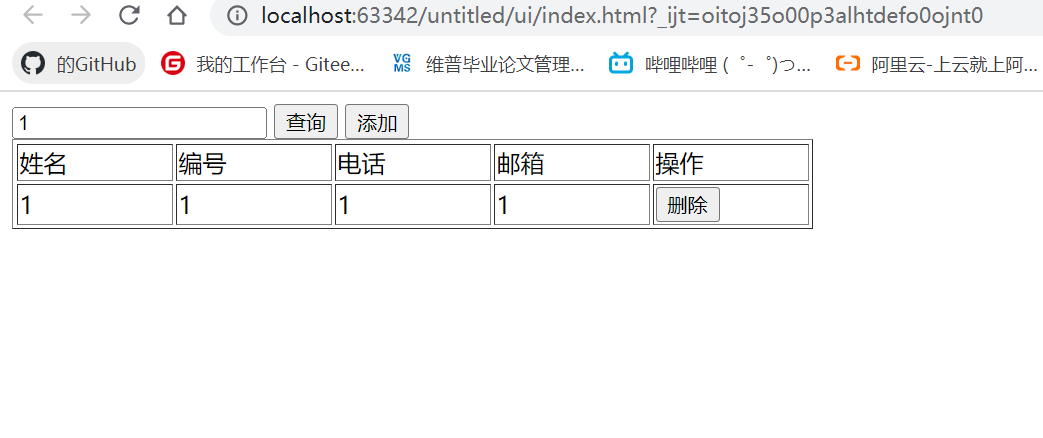 localhost:63342/untitled/ui/index.html?_ijt=oitoj35o00p3alhtdefo0ojnt0
的GitHub 我的工作台 - Gitee... VG MS 维普毕业论文管理... 哔哩哔哩 ( ゜- ゜)つ... 阿里云-上云就上阿...
1 查询 添加
姓名 编号 电话 邮箱 操作
1 1 1 1 删除